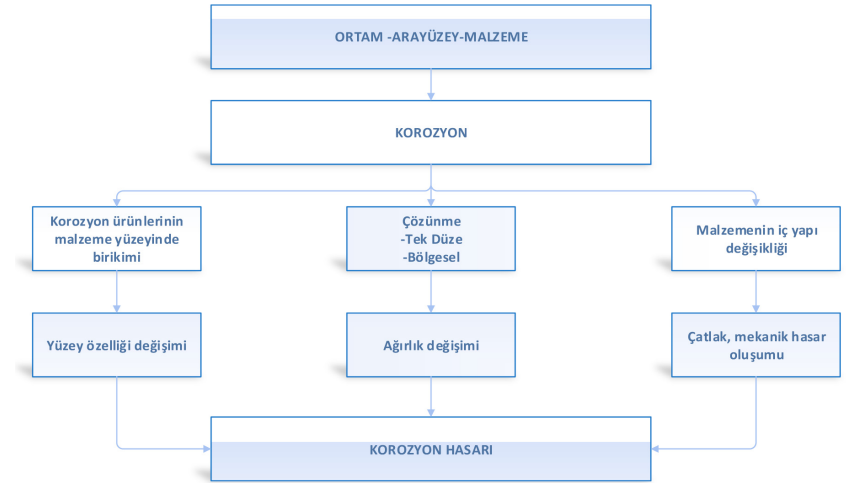 ORTAM -ARAYÜZEY-MALZEME
KOROZYON
Korozyon ürünlerinin
malzeme yüzeyinde
birikimi
Çözünme
-Tek Düze
-Bölgesel
Malzemenin iç yapı
değişikliği
Yüzey özelliği değişimi
Ağırlık değişimi
Çatlak, mekanik hasar
oluşumu
KOROZYON HASARI